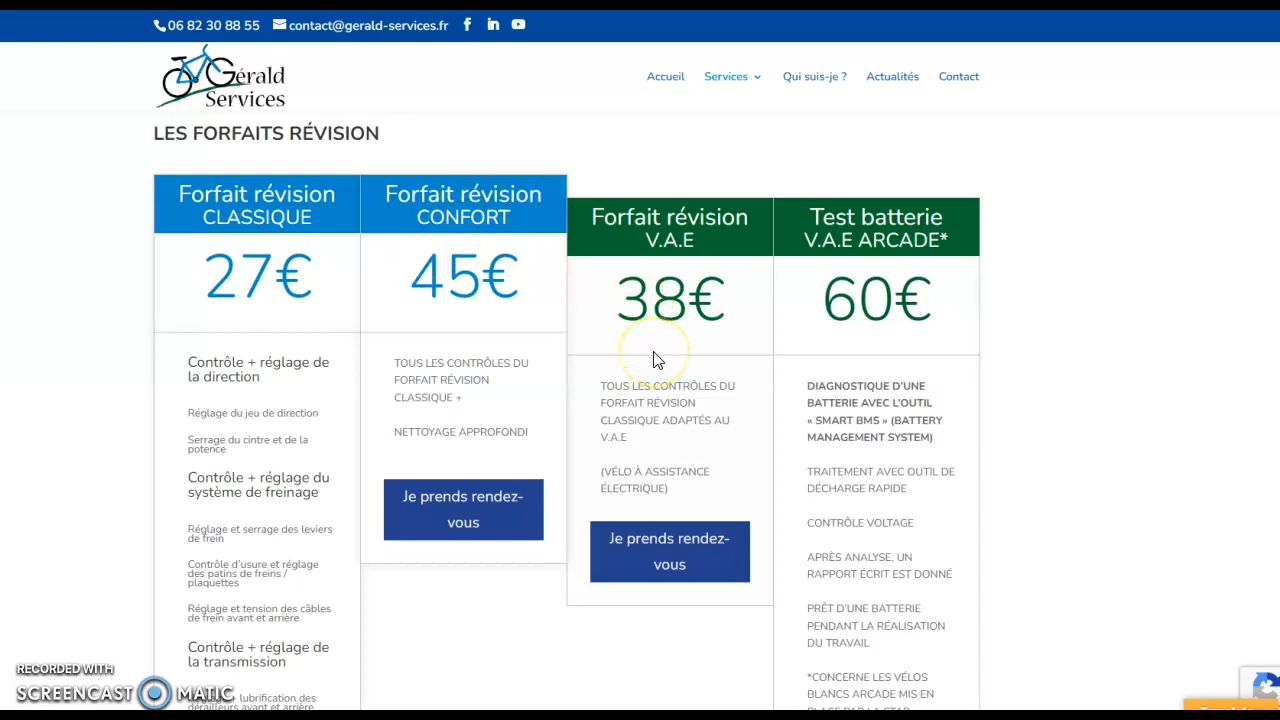 06 82 30 88 55
contact@gerald-services.fr
Gérald
Services
Accueil
Services
Qui suis-je ?
Actualités
Contact
LES FORFAITS RÉVISION
Forfait révision
CLASSIQUE
27€
Contrôle + réglage de
la direction
Réglage du jeu de direction
Serrage du cintre et de la
potence
Contrôle + réglage du
système de freinage
Réglage et serrage des leviers
de frein
Contrôle d'usure et réglage
des patins de freins /
plaquettes
Réglage et tension des câbles
de frein avant et arrière
Contrôle + réglage de
la transmission
lubrification des
dérailleurs avant et arrière
Forfait révision
CONFORT
45€
TOUS LES CONTRÔLES DU
FORFAIT RÉVISION
CLASSIQUE +
NETTOYAGE APPROFONDI
Je prends rendez-
vous
Forfait révision
V.A.E
38€
TOUS LES CONTRÔLES DU
FORFAIT RÉVISION
CLASSIQUE ADAPTÉS AU
V.A.E
(VÉLO À ASSISTANCE
ÉLECTRIQUE)
Je prends rendez-
vous
Test batterie
V.A.E ARCADE*
60€
DIAGNOSTIQUE D'UNE
BATTERIE AVEC L'OUTIL
« SMART BMS » (BATTERY
MANAGEMENT SYSTEM)
TRAITEMENT AVEC OUTIL DE
DÉCHARGE RAPIDE
CONTRÔLE VOLTAGE
APRÈS ANALYSE, UN
RAPPORT ÉCRIT EST DONNÉ
PRÊT D'UNE BATTERIE
PENDANT LA RÉALISATION
DU TRAVAIL
*CONCERNE LES VÉLOS
BLANCS ARCADE MIS EN
PLACE PAR LA STAR
RECORDED WITH
SCREENCAST MATIC